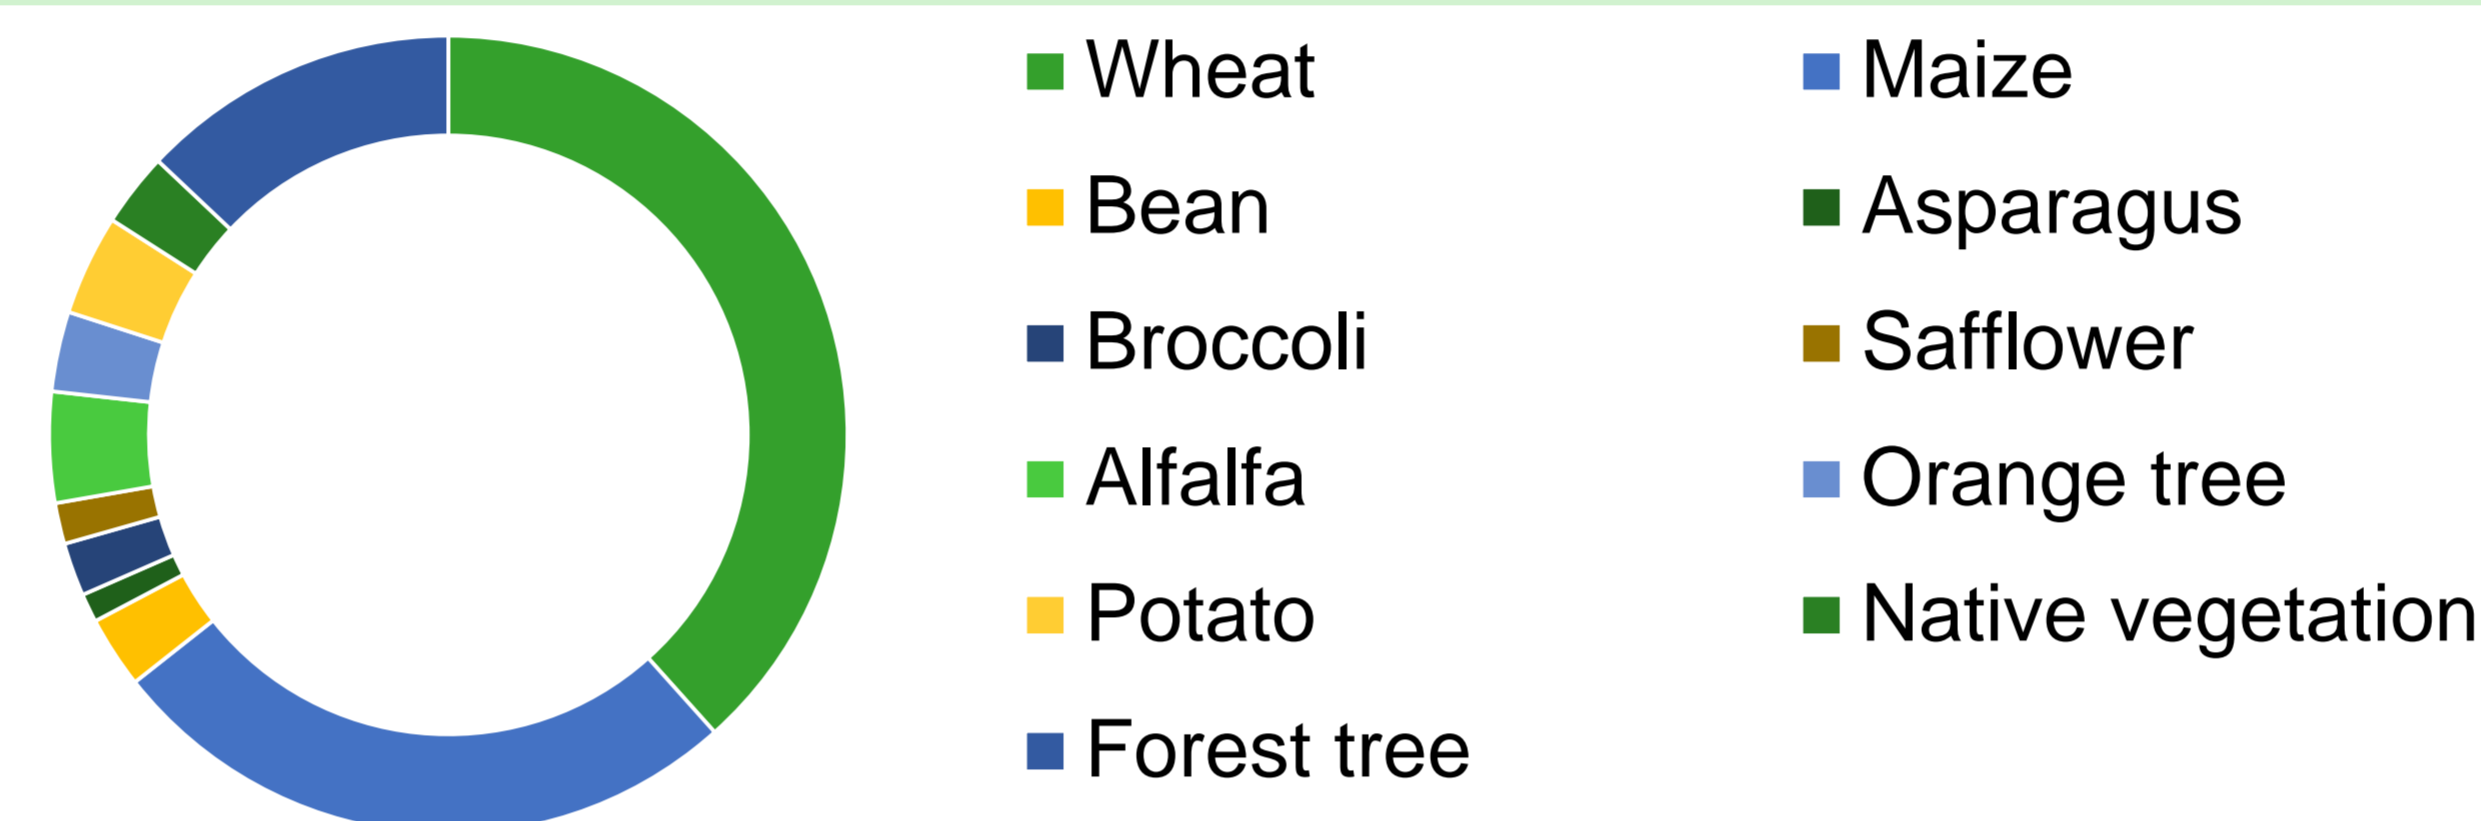 Wheat
Maize
Bean
Asparagus
Broccoli
Safflower
Alfalfa
Orange tree
Potato
Native vegetation
Forest tree